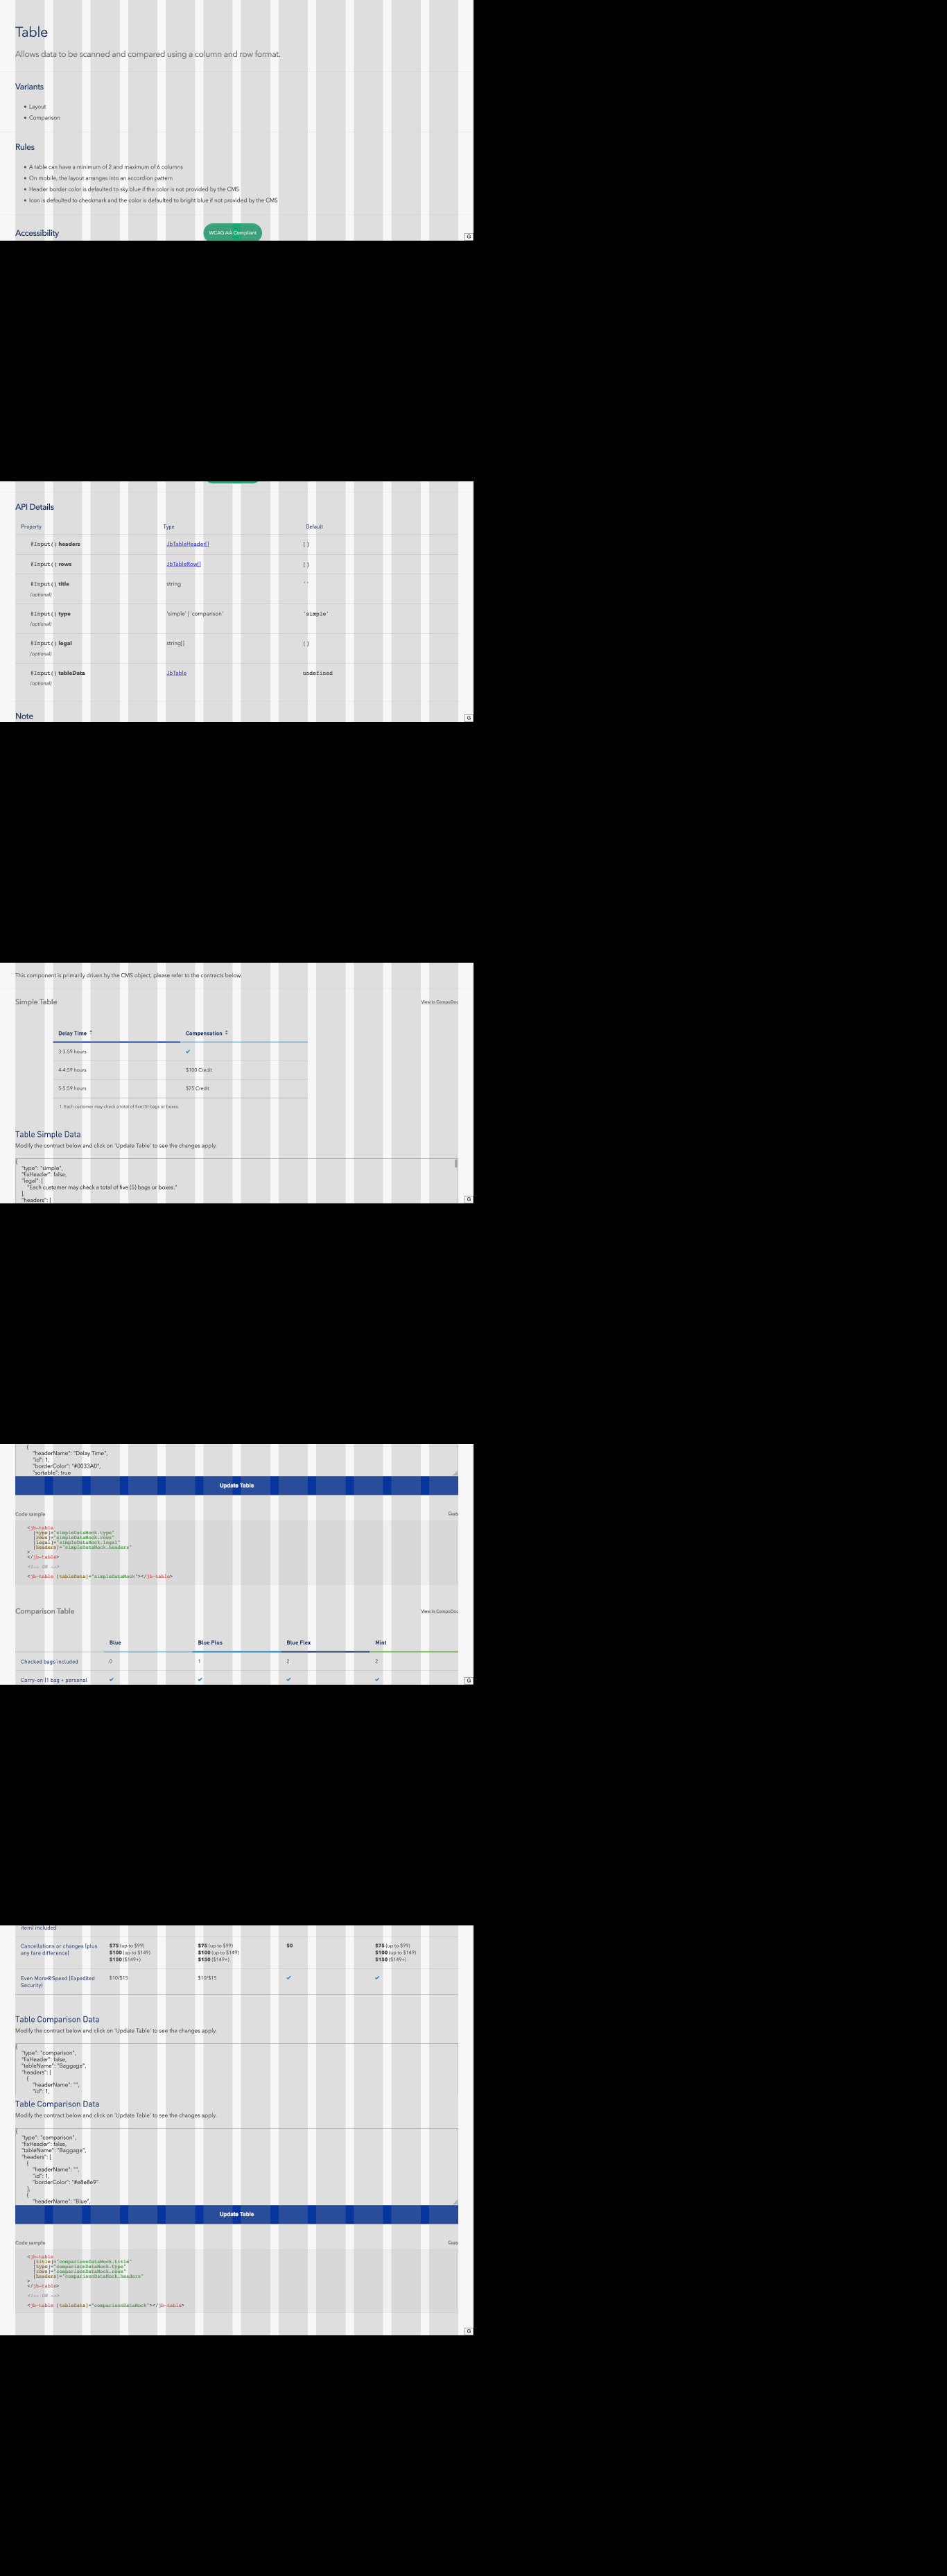 Table
Allows data to be scanned and compared using a column and row format.
Variants
Layout
Comparison
Rules
A table can have a minimum of 2 and maximum of 6 columns
On mobile, the layout arranges into an accordion pattern
Header border color is defaulted to sky blue if the color is not provided by the CMS
Icon is defaulted to checkmark and the color is defaulted to bright blue if not provided by the CMS
Accessibility WCAG AA Compliant
G
API Details
Property Type Default
@Input() headers JbTableHeader[] []
@Input() rows JbTableRow[] []
@Input() title string ''
(optional)
@Input() type 'simple' | 'comparison' 'simple'
(optional)
@Input() legal string[] []
(optional)
@Input() tableData JbTable undefined
(optional)
Note
G
This component is primarily driven by the CMS object, please refer to the contracts below.
Simple Table View in CompoDoc
Delay Time Compensation
3-3:59 hours
4-4:59 hours $100 Credit
5-5:59 hours $75 Credit
1. Each customer may check a total of five (5) bags or boxes.
Table Simple Data
Modify the contract below and click on 'Update Table' to see the changes apply.
{
"type": "simple",
"fixHeader": false,
"legal": [
"Each customer may check a total of five (5) bags or boxes."
],
"headers": [
G
{
"headerName": "Delay Time",
"id": 1,
"borderColor": "#0033A0",
"sortable": true
Update Table
Code sample Copy
<jb-table
[type]="simpleDataMock.type"
[rows]="simpleDataMock.rows"
[legal]="simpleDataMock.legal"
[headers]="simpleDataMock.headers"
>
</jb-table>
<!-- OR -->
<jb-table [tableData]="simpleDataMock"></jb-table>
Comparison Table View in CompoDoc
Blue Blue Plus Blue Flex Mint
Checked bags included 0 1 2 2
Carry-on (1 bag + personal
G
item) included
Cancellations or changes (plus $75 (up to $99) $75 (up to $99) $0 $75 (up to $99)
any fare difference) $100 (up to $149) $100 (up to $149) $100 (up to $149)
$150 ($149+) $150 ($149+) $150 ($149+)
Even More®Speed (Expedited $10/$15 $10/$15
Security)
Table Comparison Data
Modify the contract below and click on 'Update Table' to see the changes apply.
{
"type": "comparison",
"fixHeader": false,
"tableName": "Baggage",
"headers": [
{
"headerName": "",
"id": 1,
Table Comparison Data
Modify the contract below and click on 'Update Table' to see the changes apply.
{
"type": "comparison",
"fixHeader": false,
"tableName": "Baggage",
"headers": [
{
"headerName": "",
"id": 1,
"borderColor": "#e8e8e9"
},
{
"headerName": "Blue",
Update Table
Code sample Copy
<jb-table
[title]="comparisonDataMock.title"
[type]="comparisonDataMock.type"
[rows]="comparisonDataMock.rows"
[headers]="comparisonDataMock.headers"
>
</jb-table>
<!-- OR -->
<jb-table [tableData]="comparisonDataMock"></jb-table>
G